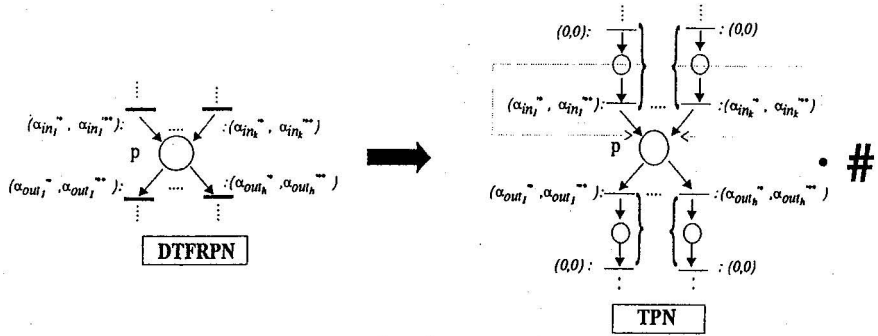 (0,0): : (0,0)
(α_in1^*, α_in1^**): .... :(α_ink^*, α_ink^**)
p
(α_out1^*, α_out1^**): .... :(α_outh^*, α_outh^**)
DTFRPN
(α_in1^*, α_in1^**): .... :(α_ink^*, α_ink^**)
p
. #
(α_out1^*, α_out1^**): .... :(α_outh^*, α_outh^**)
(0,0): : (0,0)
TPN